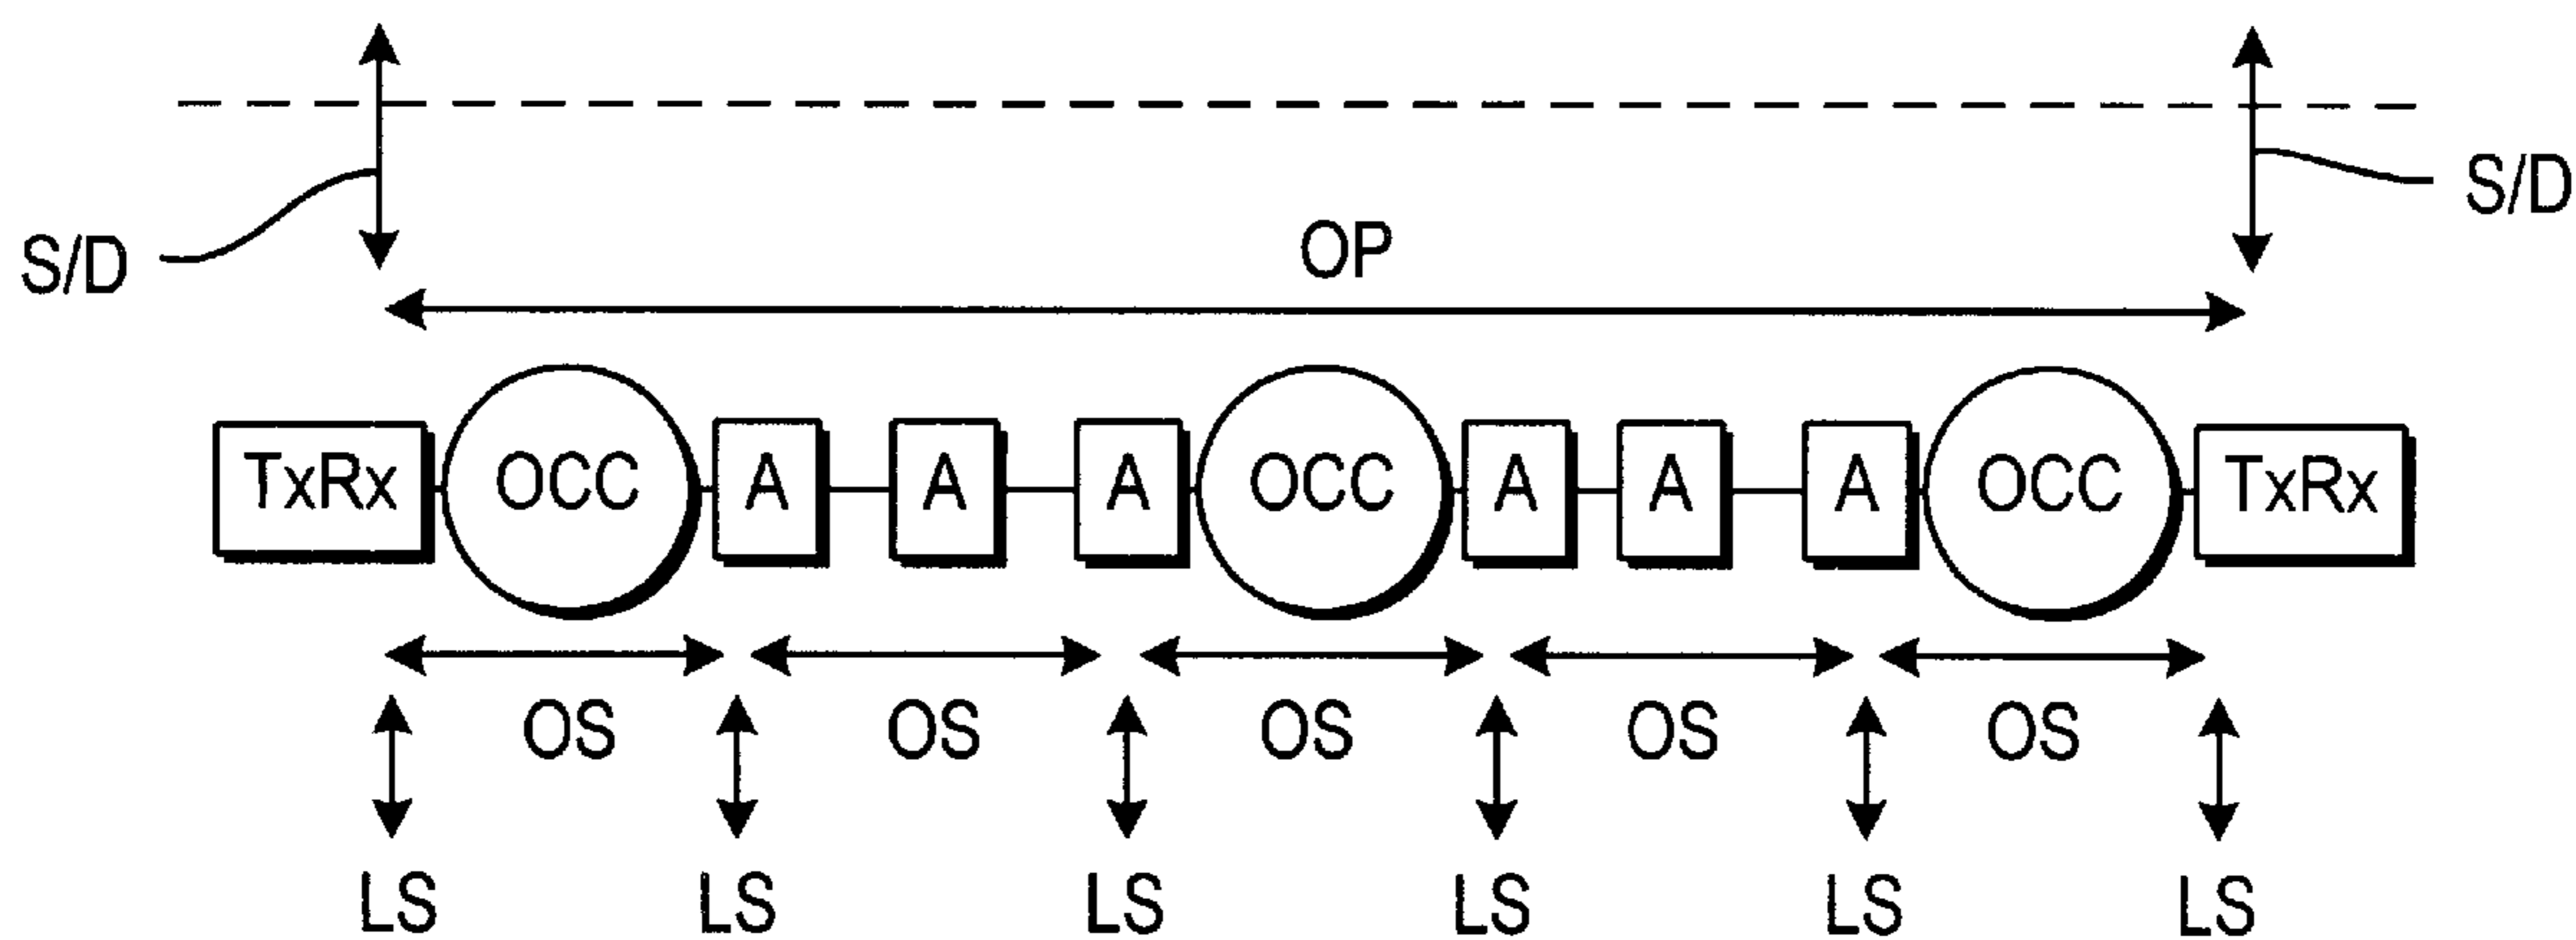 S/D
S/D
OP
TxRx OCC A A A OCC A A A OCC TxRx
OS OS OS OS OS
LS LS LS LS LS LS